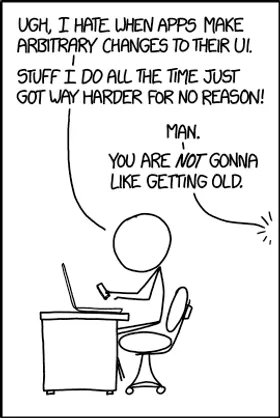 UGH, I HATE WHEN APPS MAKE
ARBITRARY CHANGES TO THEIR UI.
STUFF I DO ALL THE TIME JUST
GOT WAY HARDER FOR NO REASON!
MAN.
YOU ARE NOT GONNA
LIKE GETTING OLD.